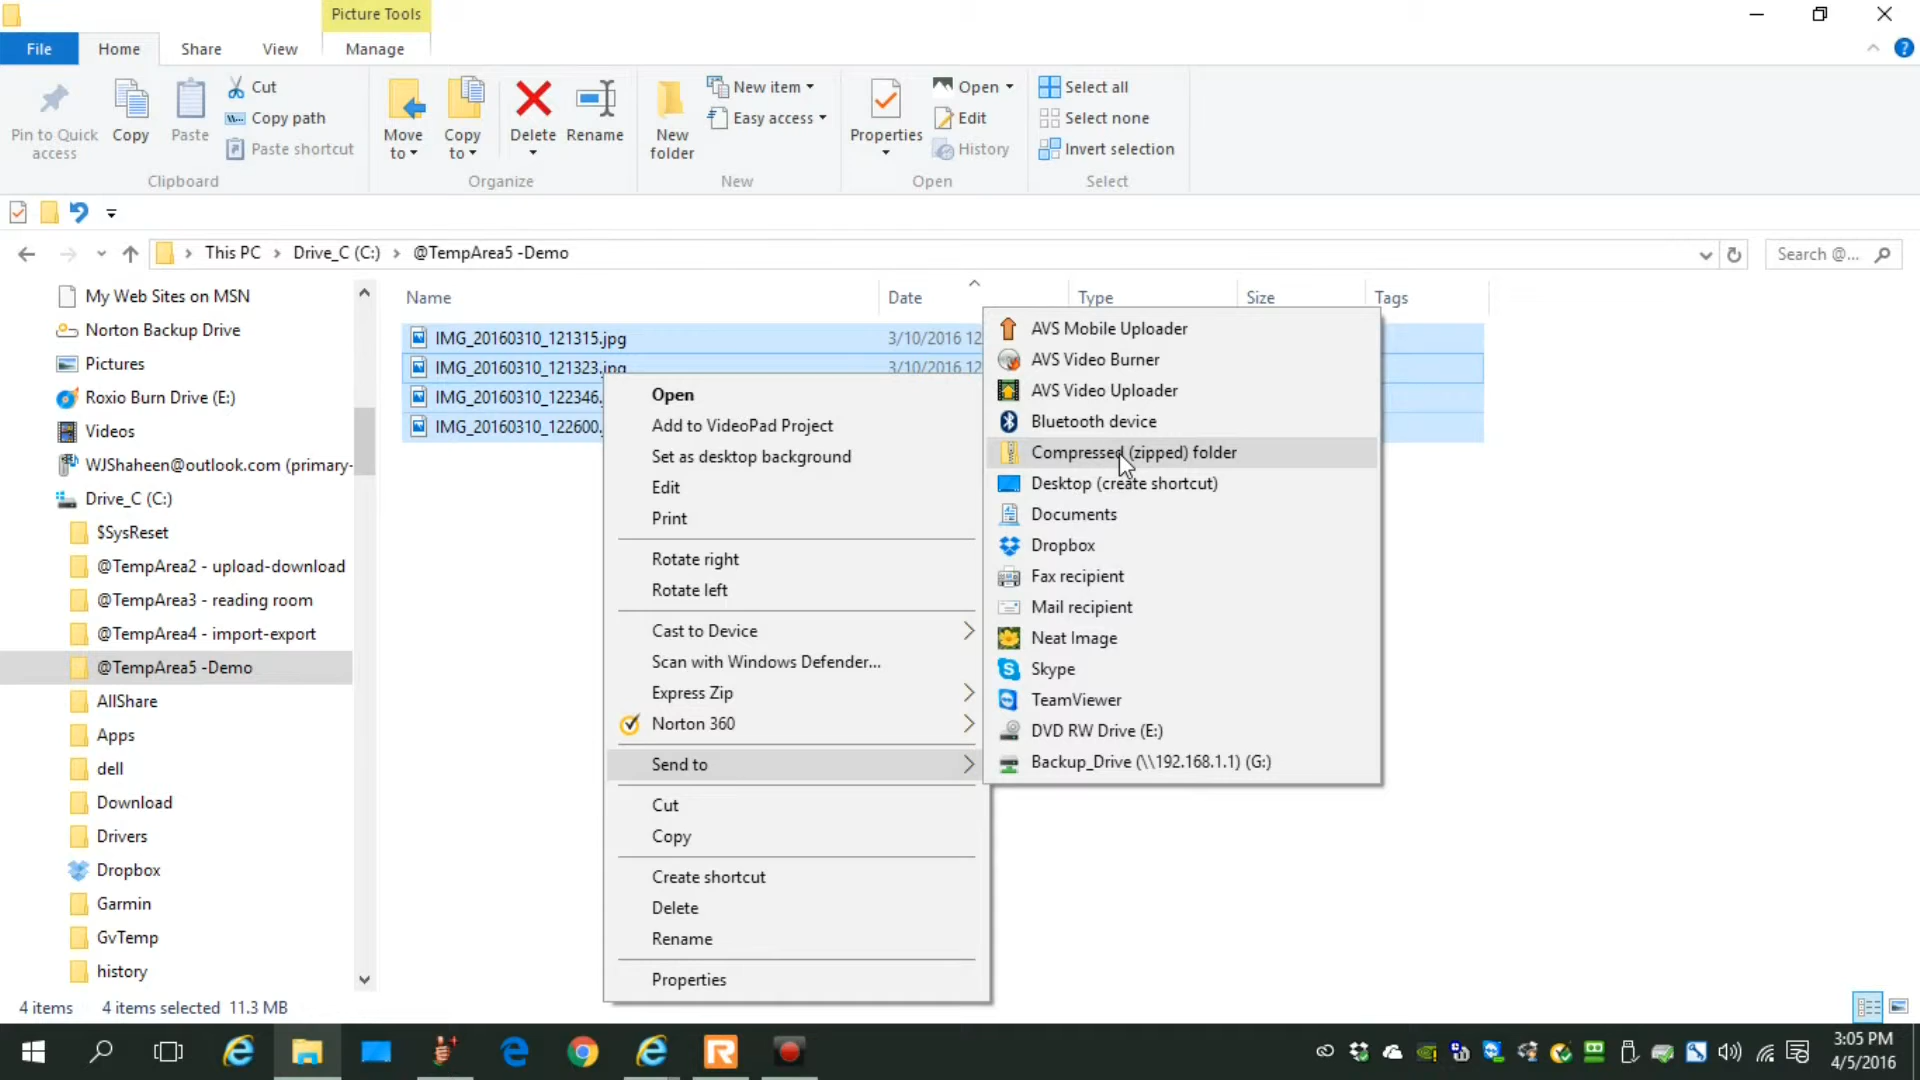 Picture Tools
File Home Share View Manage
Pin to Quick access
Copy
Paste
Cut
Copy path
Paste shortcut
Clipboard
Move to
Copy to
Delete
Rename
Organize
New folder
New item
Easy access
New
Properties
Open
Edit
History
Open
Select all
Select none
Invert selection
Select
This PC > Drive_C (C:) > @TempArea5 -Demo
Search @...
My Web Sites on MSN
Norton Backup Drive
Pictures
Roxio Burn Drive (E:)
Videos
WJShaheen@outlook.com (primary-
Drive_C (C:)
$SysReset
@TempArea2 - upload-download
@TempArea3 - reading room
@TempArea4 - import-export
@TempArea5 -Demo
AllShare
Apps
dell
Download
Drivers
Dropbox
Garmin
GvTemp
history
Name Date Type Size Tags
IMG_20160310_121315.jpg 3/10/2016 12
IMG_20160310_121323.jpg 3/10/2016 12
IMG_20160310_122346.
IMG_20160310_122600.
Open
Add to VideoPad Project
Set as desktop background
Edit
Print
Rotate right
Rotate left
Cast to Device
Scan with Windows Defender...
Express Zip
Norton 360
Send to
Cut
Copy
Create shortcut
Delete
Rename
Properties
AVS Mobile Uploader
AVS Video Burner
AVS Video Uploader
Bluetooth device
Compressed (zipped) folder
Desktop (create shortcut)
Documents
Dropbox
Fax recipient
Mail recipient
Neat Image
Skype
TeamViewer
DVD RW Drive (E:)
Backup_Drive (\\192.168.1.1) (G:)
4 items 4 items selected 11.3 MB
3:05 PM
4/5/2016